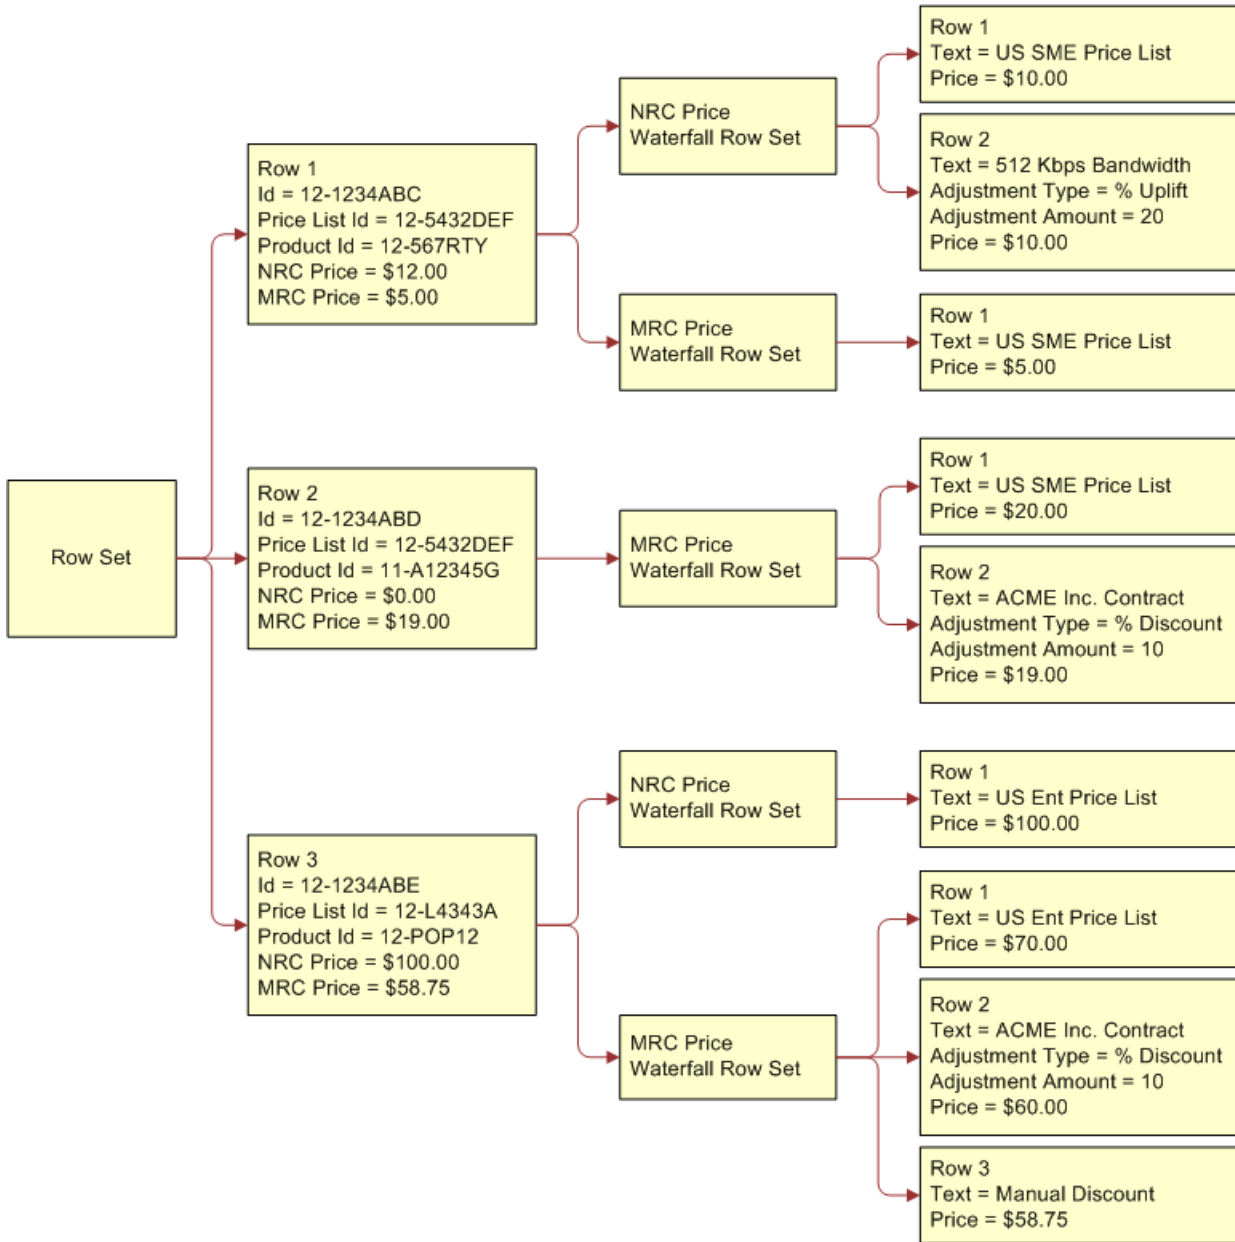 Row Set
Row 1
Id = 12-1234ABC
Price List Id = 12-5432DEF
Product Id = 12-567RTY
NRC Price = $12.00
MRC Price = $5.00
NRC Price
Waterfall Row Set
Row 1
Text = US SME Price List
Price = $10.00
Row 2
Text = 512 Kbps Bandwidth
Adjustment Type = % Uplift
Adjustment Amount = 20
Price = $10.00
MRC Price
Waterfall Row Set
Row 1
Text = US SME Price List
Price = $5.00
Row 2
Id = 12-1234ABD
Price List Id = 12-5432DEF
Product Id = 11-A12345G
NRC Price = $0.00
MRC Price = $19.00
MRC Price
Waterfall Row Set
Row 1
Text = US SME Price List
Price = $20.00
Row 2
Text = ACME Inc. Contract
Adjustment Type = % Discount
Adjustment Amount = 10
Price = $19.00
Row 3
Id = 12-1234ABE
Price List Id = 12-L4343A
Product Id = 12-POP12
NRC Price = $100.00
MRC Price = $58.75
NRC Price
Waterfall Row Set
Row 1
Text = US Ent Price List
Price = $100.00
MRC Price
Waterfall Row Set
Row 1
Text = US Ent Price List
Price = $70.00
Row 2
Text = ACME Inc. Contract
Adjustment Type = % Discount
Adjustment Amount = 10
Price = $60.00
Row 3
Text = Manual Discount
Price = $58.75